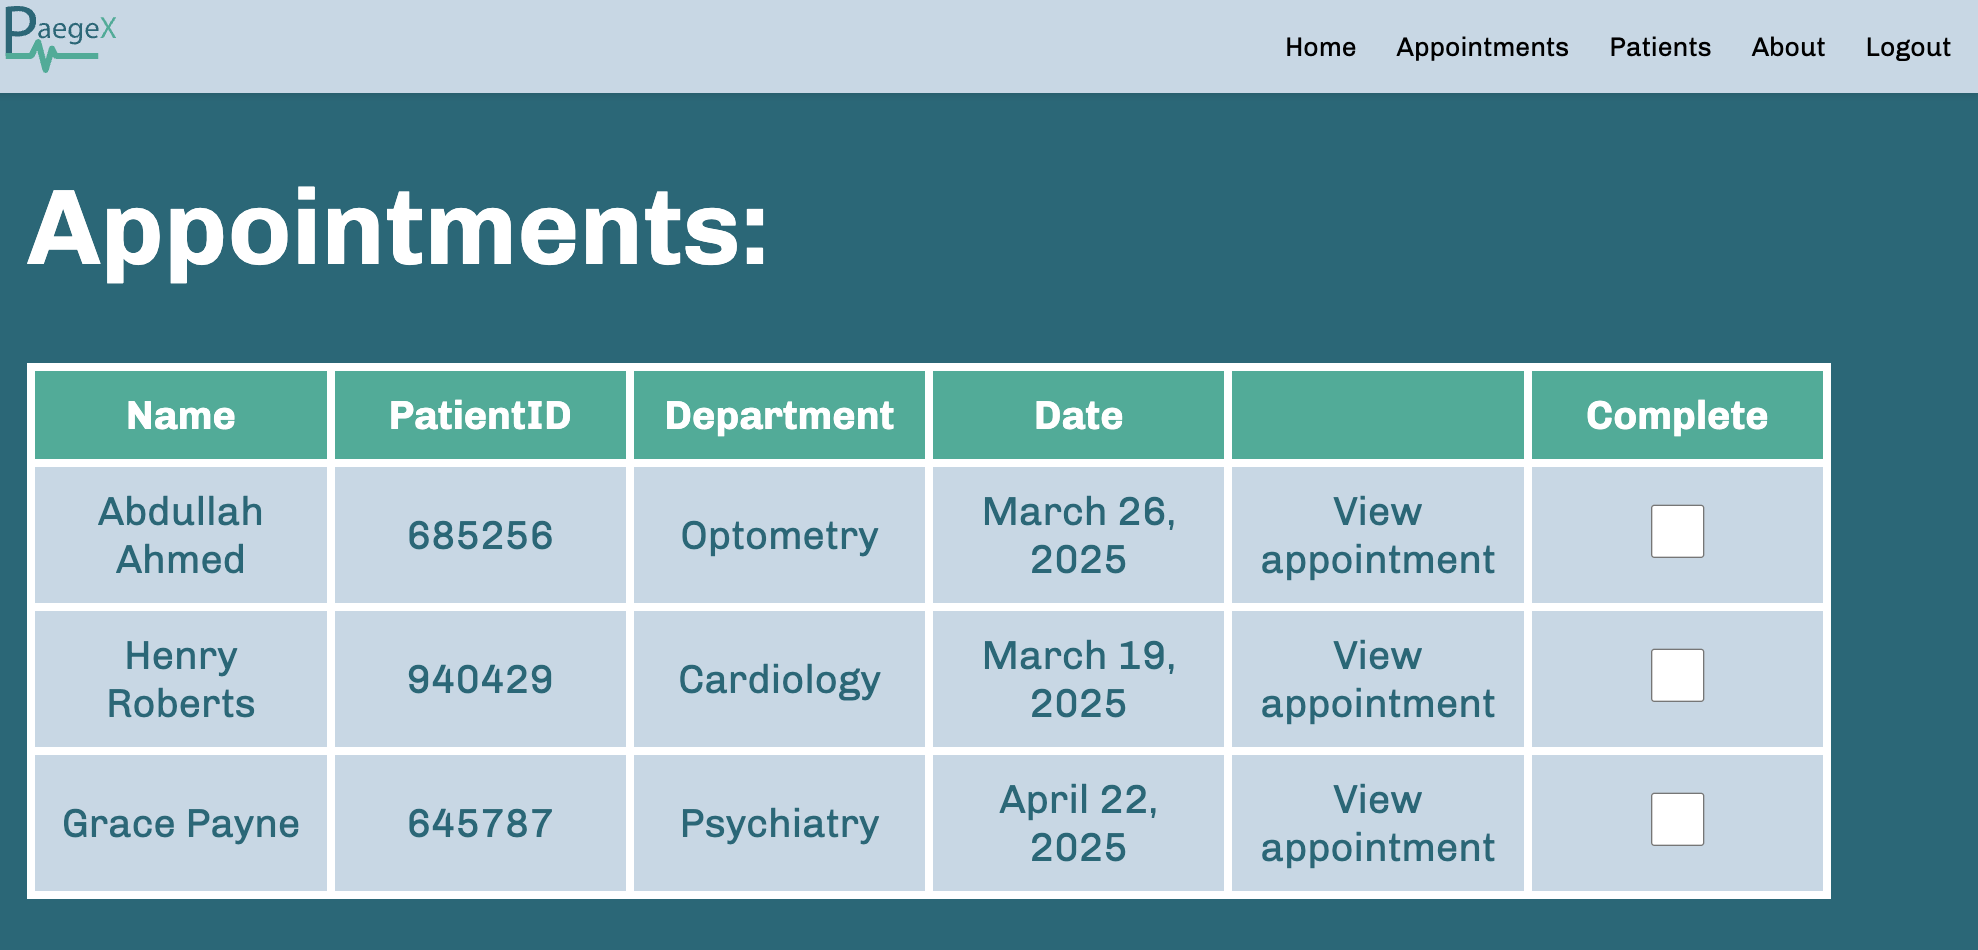 PaegeX
Home Appointments Patients About Logout
Appointments:
Name PatientID Department Date Complete
Abdullah Ahmed 685256 Optometry March 26, 2025 View appointment
Henry Roberts 940429 Cardiology March 19, 2025 View appointment
Grace Payne 645787 Psychiatry April 22, 2025 View appointment